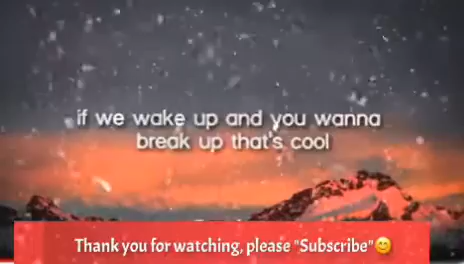 if we wake up and you wanna
break up that's cool
Thank you for watching, please "Subscribe"😊